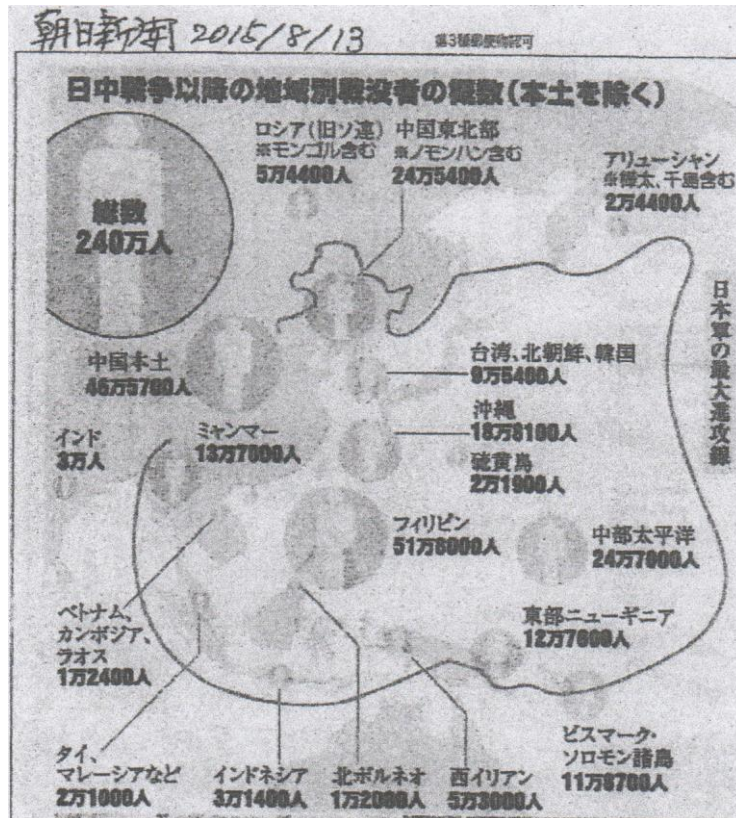 朝日新聞 2015/8/13
第3種郵便物認可
日中戦争以降の地域別戦没者の概数(本土を除く)
総数
240万人
ロシア(旧ソ連)
※モンゴル含む
5万4400人
中国東北部
※ノモンハン含む
24万5400人
アリューシャン
※樺太、千島含む
2万4400人
日本軍の最大進攻線
中国本土
46万5700人
台湾、北朝鮮、韓国
9万5400人
沖縄
18万8100人
硫黄島
2万1900人
インド
3万人
ミャンマー
13万7000人
フィリピン
51万8000人
中部太平洋
24万7000人
ベトナム、
カンボジア、
ラオス
1万2400人
東部ニューギニア
12万7600人
タイ、
マレーシアなど
2万1000人
インドネシア
3万1400人
北ボルネオ
1万2000人
西イリアン
5万3000人
ビスマーク・
ソロモン諸島
11万8700人